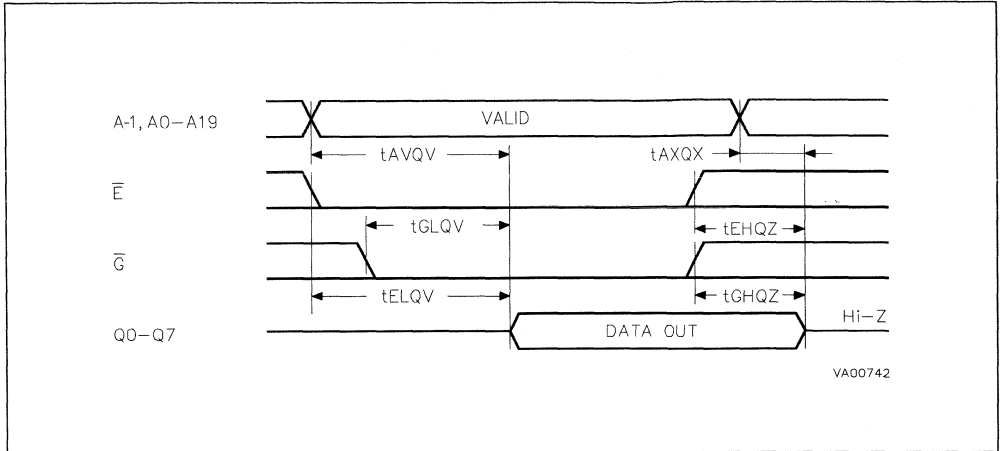 A-1, A0–A19
VALID
tAVQV
tAXQX
E̅
tGLQV
tEHQZ
G̅
tELQV
tGHQZ
Q0–Q7
DATA OUT
Hi–Z
VA00742